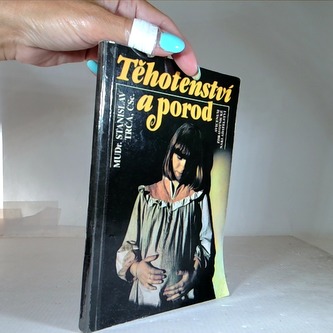 Těhotenství
a porod
MUDr. STANISLAV
TRČA, CSc.